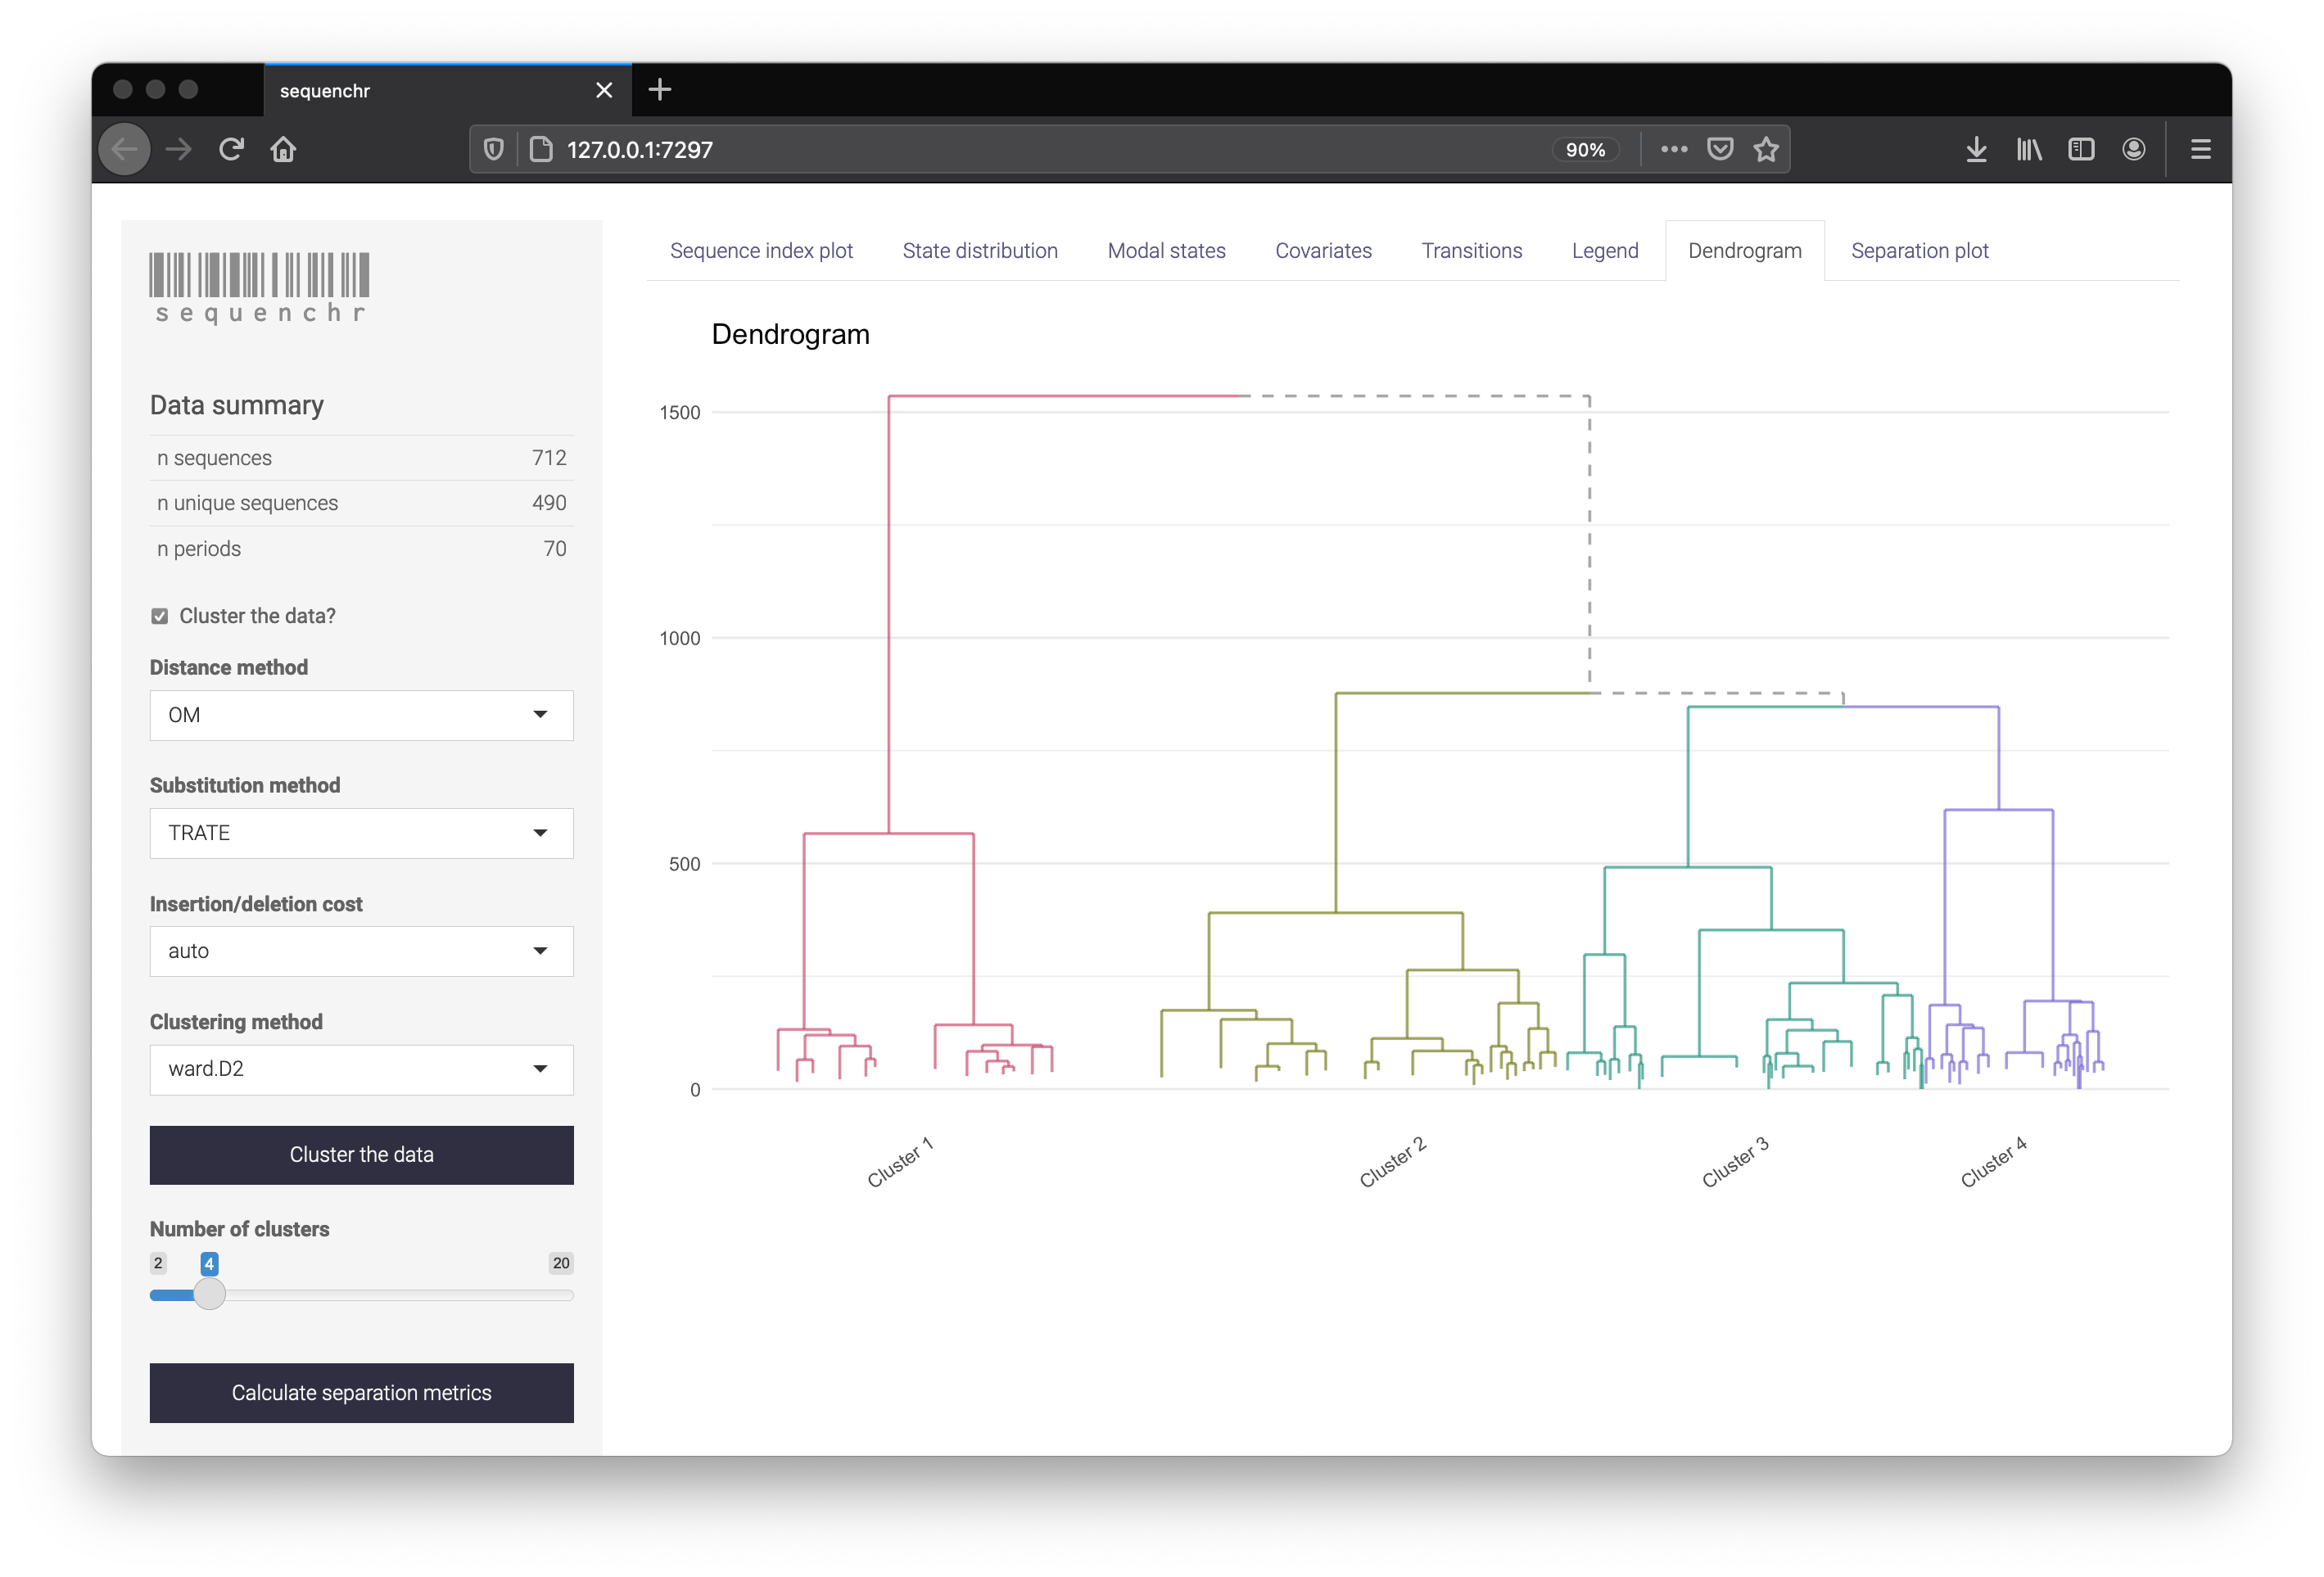 sequenchr
127.0.0.1:7297
90%
sequenchr
Data summary
n sequences 712
n unique sequences 490
n periods 70
Cluster the data?
Distance method
OM
Substitution method
TRATE
Insertion/deletion cost
auto
Clustering method
ward.D2
Cluster the data
Number of clusters
2 4 20
Calculate separation metrics
Sequence index plot State distribution Modal states Covariates Transitions Legend Dendrogram Separation plot
Dendrogram
1500
1000
500
0
Cluster 1 Cluster 2 Cluster 3 Cluster 4